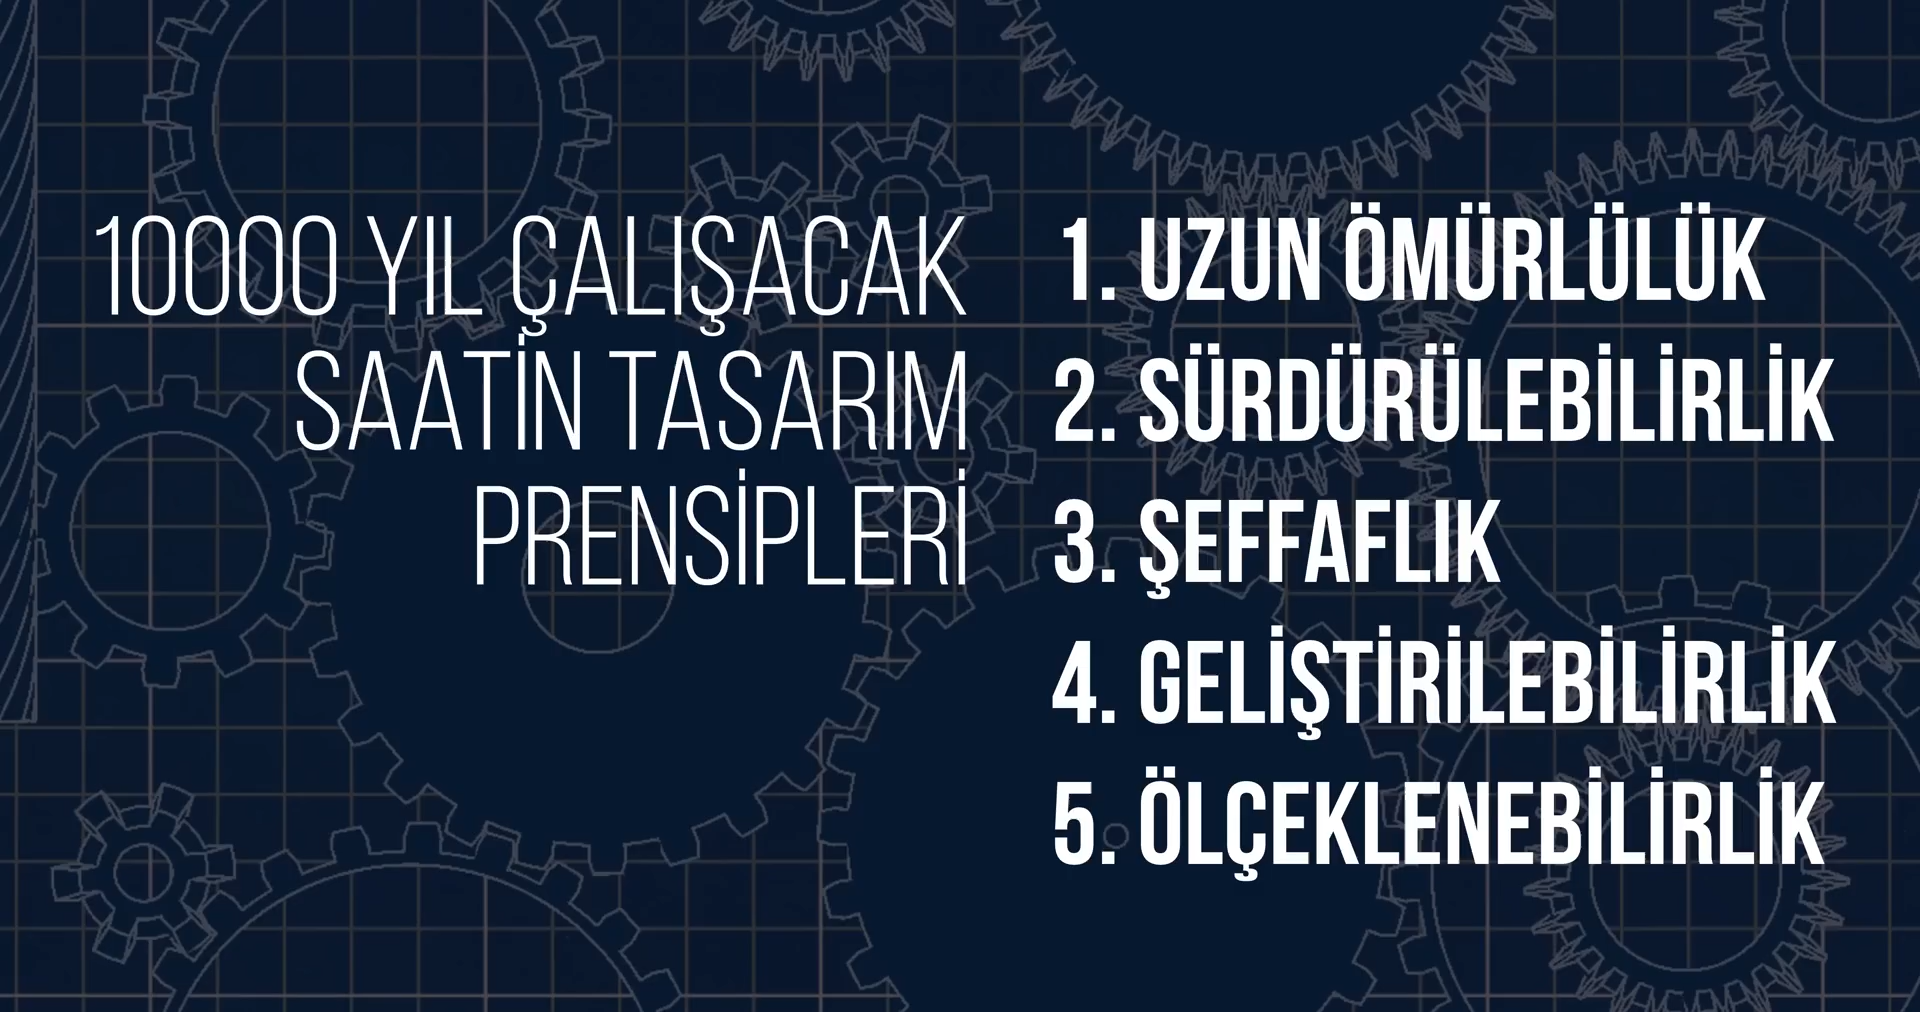 10000 YIL ÇALIŞACAK
SAATİN TASARIM
PRENSİPLERİ
1. UZUN ÖMÜRLÜLÜK
2. SÜRDÜRÜLEBİLİRLİK
3. ŞEFFAFLIK
4. GELİŞTİRİLEBİLİRLİK
5. ÖLÇEKLENEBİLİRLİK